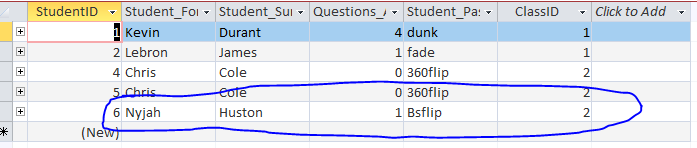 StudentID Student_For Student_Sur Questions_A Student_Pas ClassID Click to Add
1 Kevin Durant 4 dunk 1
2 Lebron James 1 fade 1
4 Chris Cole 0 360flip 2
5 Chris Cole 0 360flip 2
6 Nyjah Huston 1 Bsflip 2
(New)